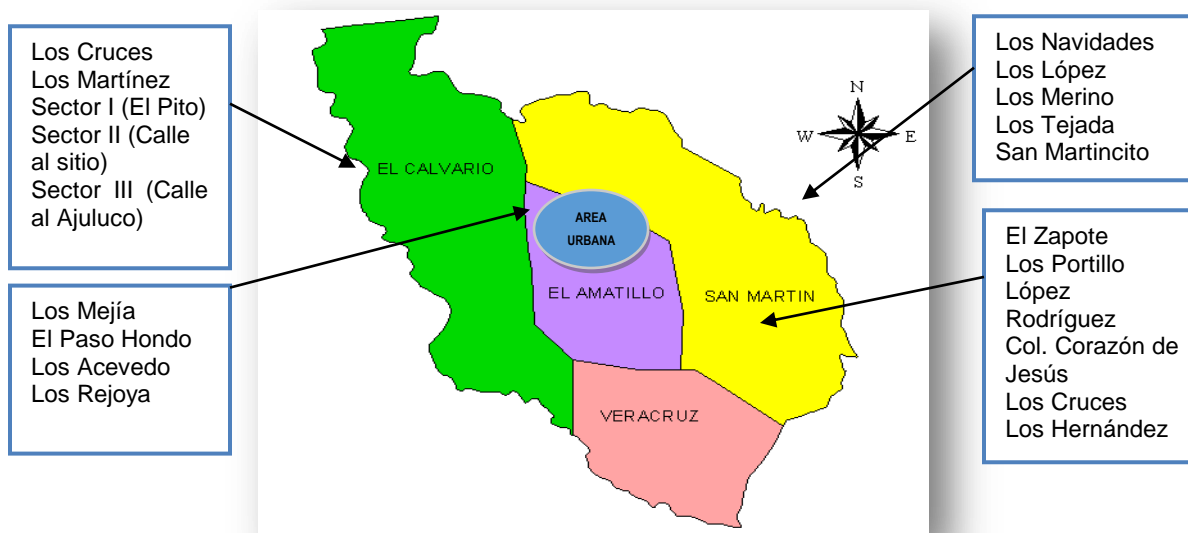 Los Cruces
Los Martínez
Sector I (El Pito)
Sector II (Calle
al sitio)
Sector III (Calle
al Ajuluco)
Los Mejía
El Paso Hondo
Los Acevedo
Los Rejoya
EL CALVARIO
AREA
URBANA
EL AMATILLO
SAN MARTIN
VERACRUZ
N
W
E
S
Los Navidades
Los López
Los Merino
Los Tejada
San Martincito
El Zapote
Los Portillo
López
Rodríguez
Col. Corazón de
Jesús
Los Cruces
Los Hernández